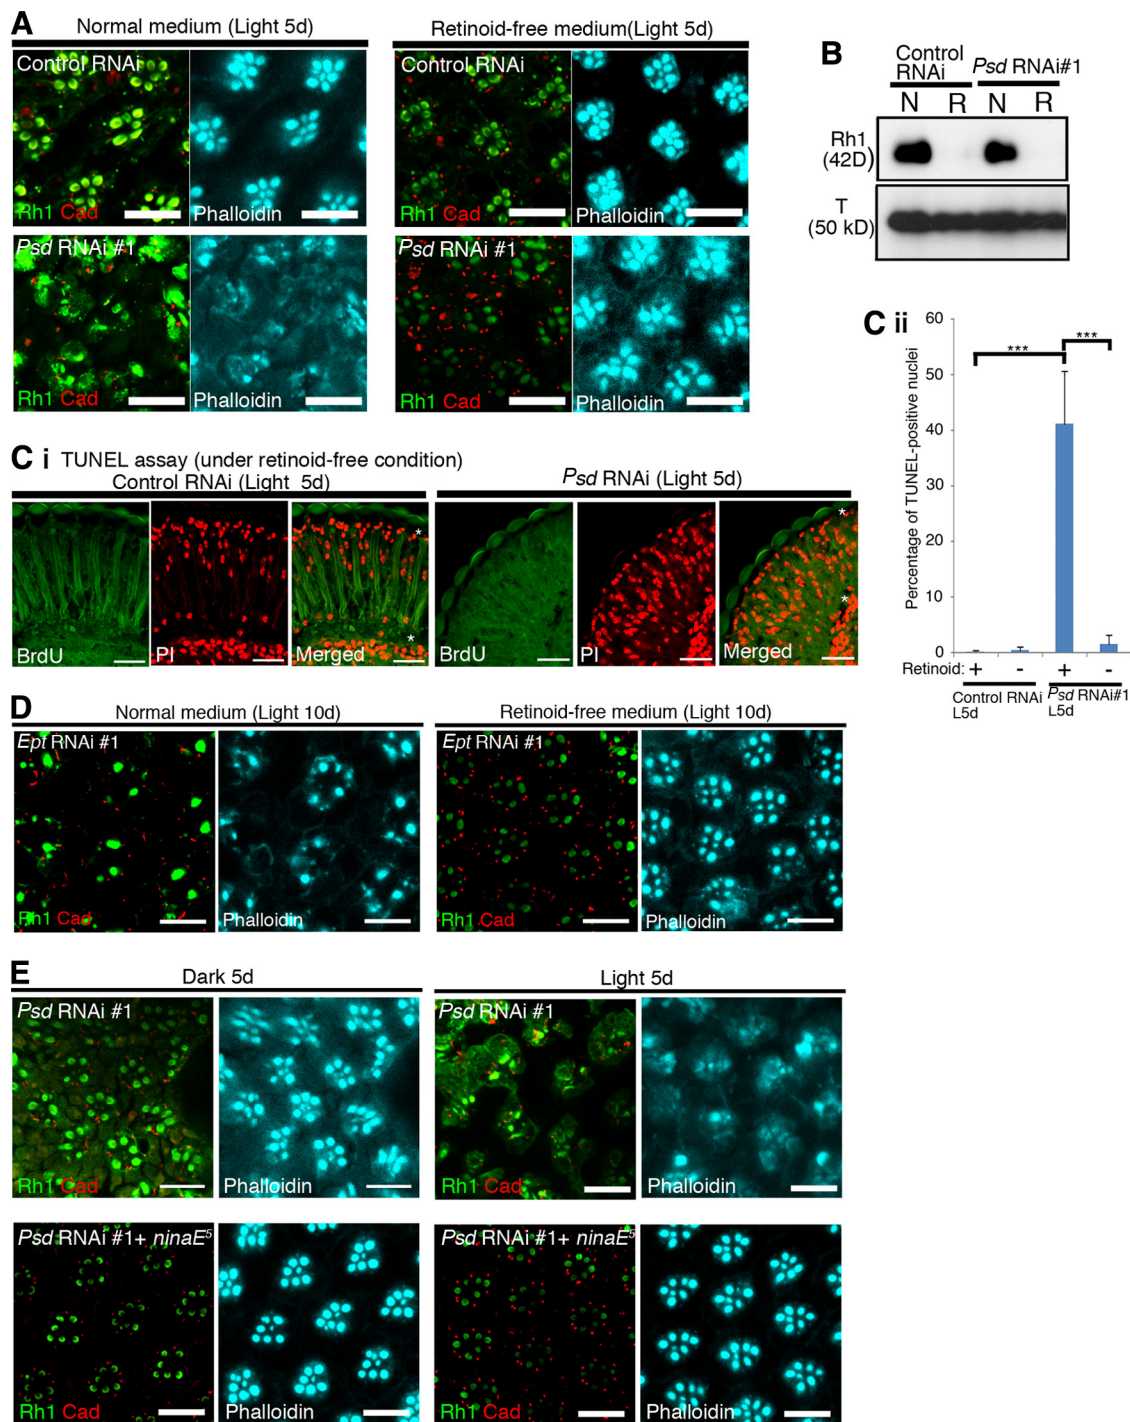 A
Normal medium (Light 5d)
Retinoid-free medium(Light 5d)
Control RNAi
Rh1 Cad
Phalloidin
Control RNAi
Rh1 Cad
Phalloidin
Psd RNAi #1
Rh1 Cad
Phalloidin
Psd RNAi #1
Rh1 Cad
Phalloidin
B
Control RNAi
Psd RNAi#1
N R N R
Rh1 (42D)
T (50 kD)
C i TUNEL assay (under retinoid-free condition)
Control RNAi (Light 5d)
Psd RNAi (Light 5d)
BrdU
PI
*
*
Merged
BrdU
PI
*
*
Merged
C ii
Percentage of TUNEL-positive nuclei
60
50
40
30
20
10
0
***
***
Retinoid: + - + -
Control RNAi L5d
Psd RNAi#1 L5d
D
Normal medium (Light 10d)
Retinoid-free medium (Light 10d)
Ept RNAi #1
Rh1 Cad
Phalloidin
Ept RNAi #1
Rh1 Cad
Phalloidin
E
Dark 5d
Light 5d
Psd RNAi #1
Rh1 Cad
Phalloidin
Psd RNAi #1
Rh1 Cad
Phalloidin
Psd RNAi #1+ ninaE⁵
Rh1 Cad
Phalloidin
Psd RNAi #1+ ninaE⁵
Rh1 Cad
Phalloidin